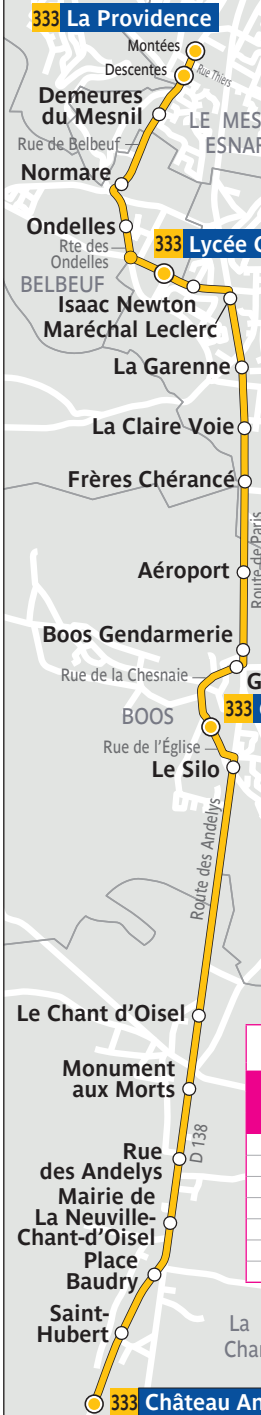 333 La Providence
Montées
Descentes
Rue Thiers
Demeures
du Mesnil
LE MES
ESNAR
Rue de Belbeuf
Normare
Ondelles
Rte des
Ondelles
333 Lycée
BELBEUF
Isaac Newton
Maréchal Leclerc
La Garenne
La Claire Voie
Frères Chérancé
Route de Paris
Aéroport
Boos Gendarmerie
Rue de la Chesnaie
G
333
BOOS
Rue de l'Église
Le Silo
Route des Andelys
Le Chant d'Oisel
Monument
aux Morts
D 138
Rue
des Andelys
Mairie de
La Neuville-
Chant-d'Oisel
Place
Baudry
Saint-
Hubert
La
Cha
333 Château An